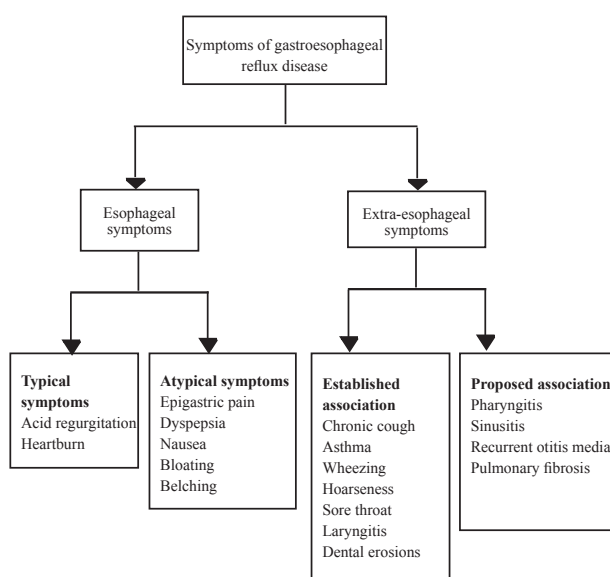 Symptoms of gastroesophageal
reflux disease
Esophageal
symptoms
Extra-esophageal
symptoms
Typical
symptoms
Acid regurgitation
Heartburn
Atypical symptoms
Epigastric pain
Dyspepsia
Nausea
Bloating
Belching
Established
association
Chronic cough
Asthma
Wheezing
Hoarseness
Sore throat
Laryngitis
Dental erosions
Proposed association
Pharyngitis
Sinusitis
Recurrent otitis media
Pulmonary fibrosis